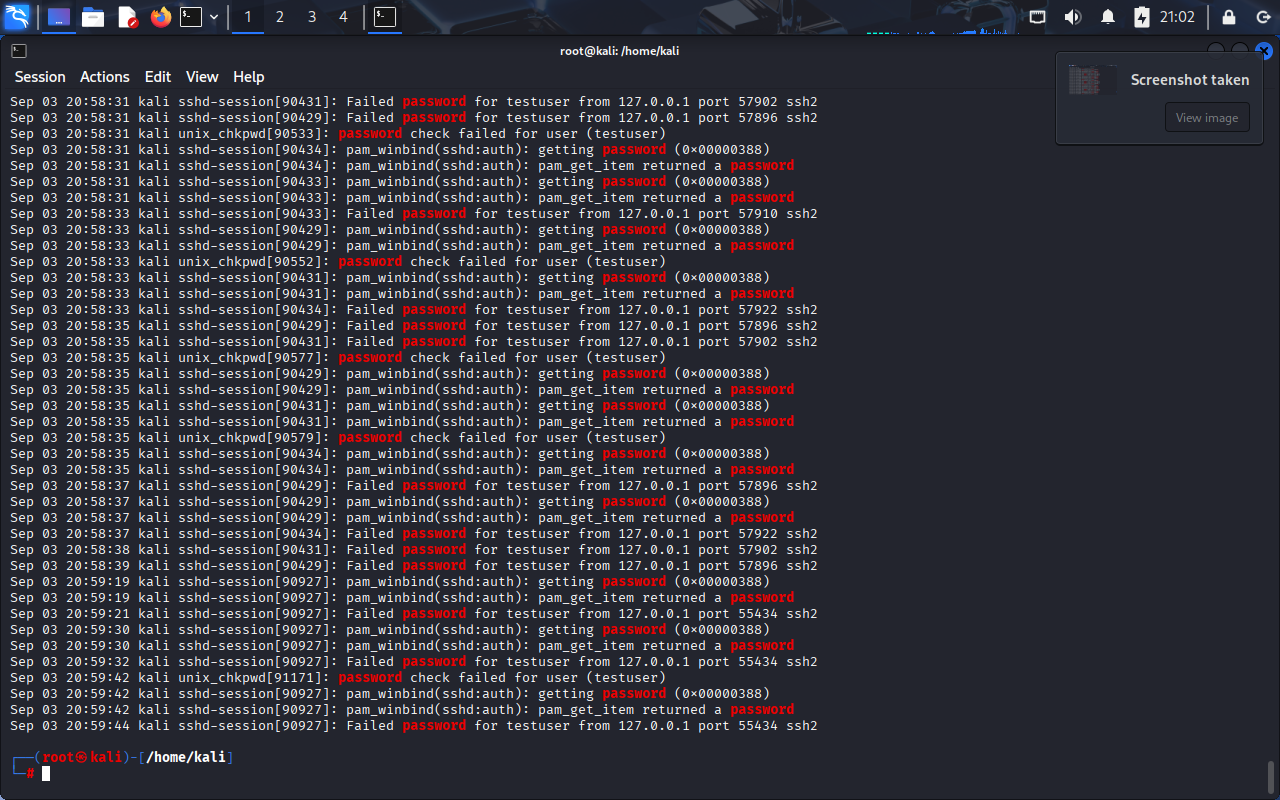 1 2 3 4
21:02
root@kali: /home/kali
Session Actions Edit View Help
Screenshot taken
View image
Sep 03 20:58:31 kali sshd-session[90431]: Failed password for testuser from 127.0.0.1 port 57902 ssh2
Sep 03 20:58:31 kali sshd-session[90429]: Failed password for testuser from 127.0.0.1 port 57896 ssh2
Sep 03 20:58:31 kali unix_chkpwd[90533]: password check failed for user (testuser)
Sep 03 20:58:31 kali sshd-session[90434]: pam_winbind(sshd:auth): getting password (0×00000388)
Sep 03 20:58:31 kali sshd-session[90434]: pam_winbind(sshd:auth): pam_get_item returned a password
Sep 03 20:58:31 kali sshd-session[90433]: pam_winbind(sshd:auth): getting password (0×00000388)
Sep 03 20:58:31 kali sshd-session[90433]: pam_winbind(sshd:auth): pam_get_item returned a password
Sep 03 20:58:33 kali sshd-session[90433]: Failed password for testuser from 127.0.0.1 port 57910 ssh2
Sep 03 20:58:33 kali sshd-session[90429]: pam_winbind(sshd:auth): getting password (0×00000388)
Sep 03 20:58:33 kali sshd-session[90429]: pam_winbind(sshd:auth): pam_get_item returned a password
Sep 03 20:58:33 kali unix_chkpwd[90552]: password check failed for user (testuser)
Sep 03 20:58:33 kali sshd-session[90431]: pam_winbind(sshd:auth): getting password (0×00000388)
Sep 03 20:58:33 kali sshd-session[90431]: pam_winbind(sshd:auth): pam_get_item returned a password
Sep 03 20:58:33 kali sshd-session[90434]: Failed password for testuser from 127.0.0.1 port 57922 ssh2
Sep 03 20:58:35 kali sshd-session[90429]: Failed password for testuser from 127.0.0.1 port 57896 ssh2
Sep 03 20:58:35 kali sshd-session[90431]: Failed password for testuser from 127.0.0.1 port 57902 ssh2
Sep 03 20:58:35 kali unix_chkpwd[90577]: password check failed for user (testuser)
Sep 03 20:58:35 kali sshd-session[90429]: pam_winbind(sshd:auth): getting password (0×00000388)
Sep 03 20:58:35 kali sshd-session[90429]: pam_winbind(sshd:auth): pam_get_item returned a password
Sep 03 20:58:35 kali sshd-session[90431]: pam_winbind(sshd:auth): getting password (0×00000388)
Sep 03 20:58:35 kali sshd-session[90431]: pam_winbind(sshd:auth): pam_get_item returned a password
Sep 03 20:58:35 kali unix_chkpwd[90579]: password check failed for user (testuser)
Sep 03 20:58:35 kali sshd-session[90434]: pam_winbind(sshd:auth): getting password (0×00000388)
Sep 03 20:58:35 kali sshd-session[90434]: pam_winbind(sshd:auth): pam_get_item returned a password
Sep 03 20:58:37 kali sshd-session[90429]: Failed password for testuser from 127.0.0.1 port 57896 ssh2
Sep 03 20:58:37 kali sshd-session[90429]: pam_winbind(sshd:auth): getting password (0×00000388)
Sep 03 20:58:37 kali sshd-session[90429]: pam_winbind(sshd:auth): pam_get_item returned a password
Sep 03 20:58:37 kali sshd-session[90434]: Failed password for testuser from 127.0.0.1 port 57922 ssh2
Sep 03 20:58:38 kali sshd-session[90431]: Failed password for testuser from 127.0.0.1 port 57902 ssh2
Sep 03 20:58:39 kali sshd-session[90429]: Failed password for testuser from 127.0.0.1 port 57896 ssh2
Sep 03 20:59:19 kali sshd-session[90927]: pam_winbind(sshd:auth): getting password (0×00000388)
Sep 03 20:59:19 kali sshd-session[90927]: pam_winbind(sshd:auth): pam_get_item returned a password
Sep 03 20:59:21 kali sshd-session[90927]: Failed password for testuser from 127.0.0.1 port 55434 ssh2
Sep 03 20:59:30 kali sshd-session[90927]: pam_winbind(sshd:auth): getting password (0×00000388)
Sep 03 20:59:30 kali sshd-session[90927]: pam_winbind(sshd:auth): pam_get_item returned a password
Sep 03 20:59:32 kali sshd-session[90927]: Failed password for testuser from 127.0.0.1 port 55434 ssh2
Sep 03 20:59:42 kali unix_chkpwd[91171]: password check failed for user (testuser)
Sep 03 20:59:42 kali sshd-session[90927]: pam_winbind(sshd:auth): getting password (0×00000388)
Sep 03 20:59:42 kali sshd-session[90927]: pam_winbind(sshd:auth): pam_get_item returned a password
Sep 03 20:59:44 kali sshd-session[90927]: Failed password for testuser from 127.0.0.1 port 55434 ssh2
┌──(root㉿kali)-[/home/kali]
└─#